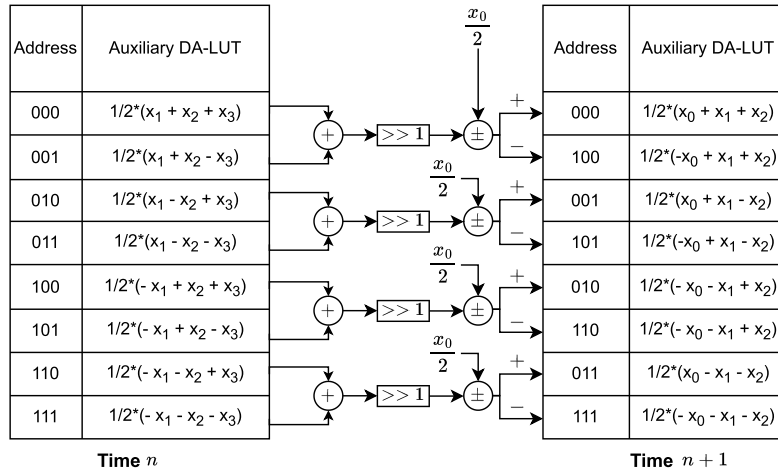 x₀/2
Address Auxiliary DA-LUT Address Auxiliary DA-LUT
000 1/2*(x₁ + x₂ + x₃) + >> 1 ± + 000 1/2*(x₀ + x₁ + x₂)
001 1/2*(x₁ + x₂ - x₃) − 100 1/2*(-x₀ + x₁ + x₂)
x₀/2
010 1/2*(x₁ - x₂ + x₃) + >> 1 ± + 001 1/2*(x₀ + x₁ - x₂)
011 1/2*(x₁ - x₂ - x₃) − 101 1/2*(-x₀ + x₁ - x₂)
x₀/2
100 1/2*(- x₁ + x₂ + x₃) + >> 1 ± + 010 1/2*(- x₀ - x₁ + x₂)
101 1/2*(- x₁ + x₂ - x₃) − 110 1/2*(- x₀ - x₁ + x₂)
x₀/2
110 1/2*(- x₁ - x₂ + x₃) + >> 1 ± + 011 1/2*(x₀ - x₁ - x₂)
111 1/2*(- x₁ - x₂ - x₃) − 111 1/2*(- x₀ - x₁ - x₂)
Time n Time n + 1